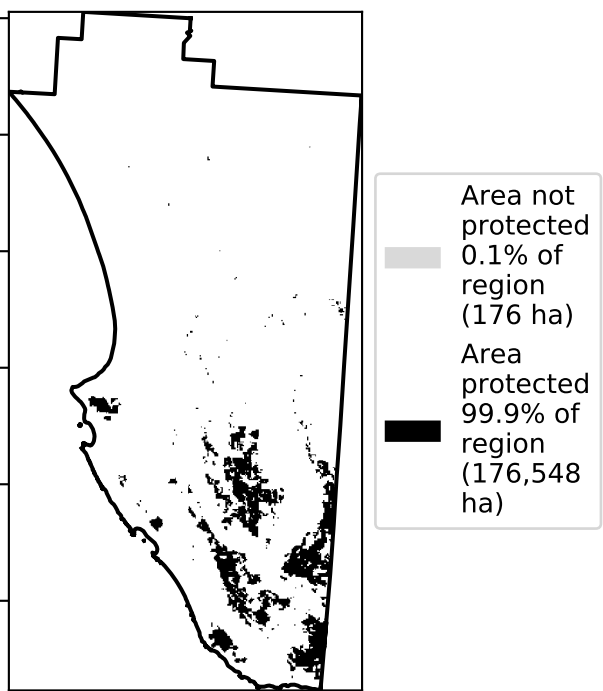 Area not
protected
0.1% of
region
(176 ha)
Area
protected
99.9% of
region
(176,548
ha)